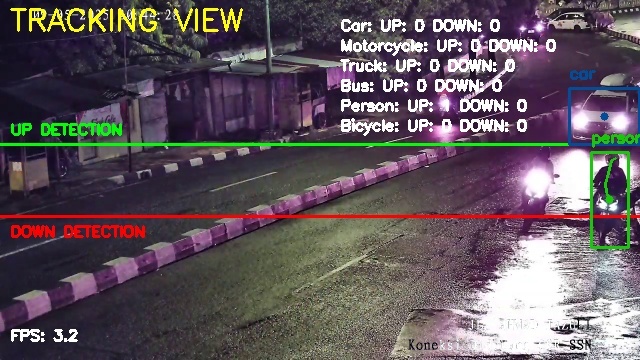 TRACKING VIEW
Car: UP: 0 DOWN: 0
Motorcycle: UP: 0 DOWN: 0
Truck: UP: 0 DOWN: 0
Bus: UP: 0 DOWN: 0
Person: UP: 1 DOWN: 0
Bicycle: UP: 0 DOWN: 0
car
UP DETECTION
person
DOWN DETECTION
FPS: 3.2
SSN